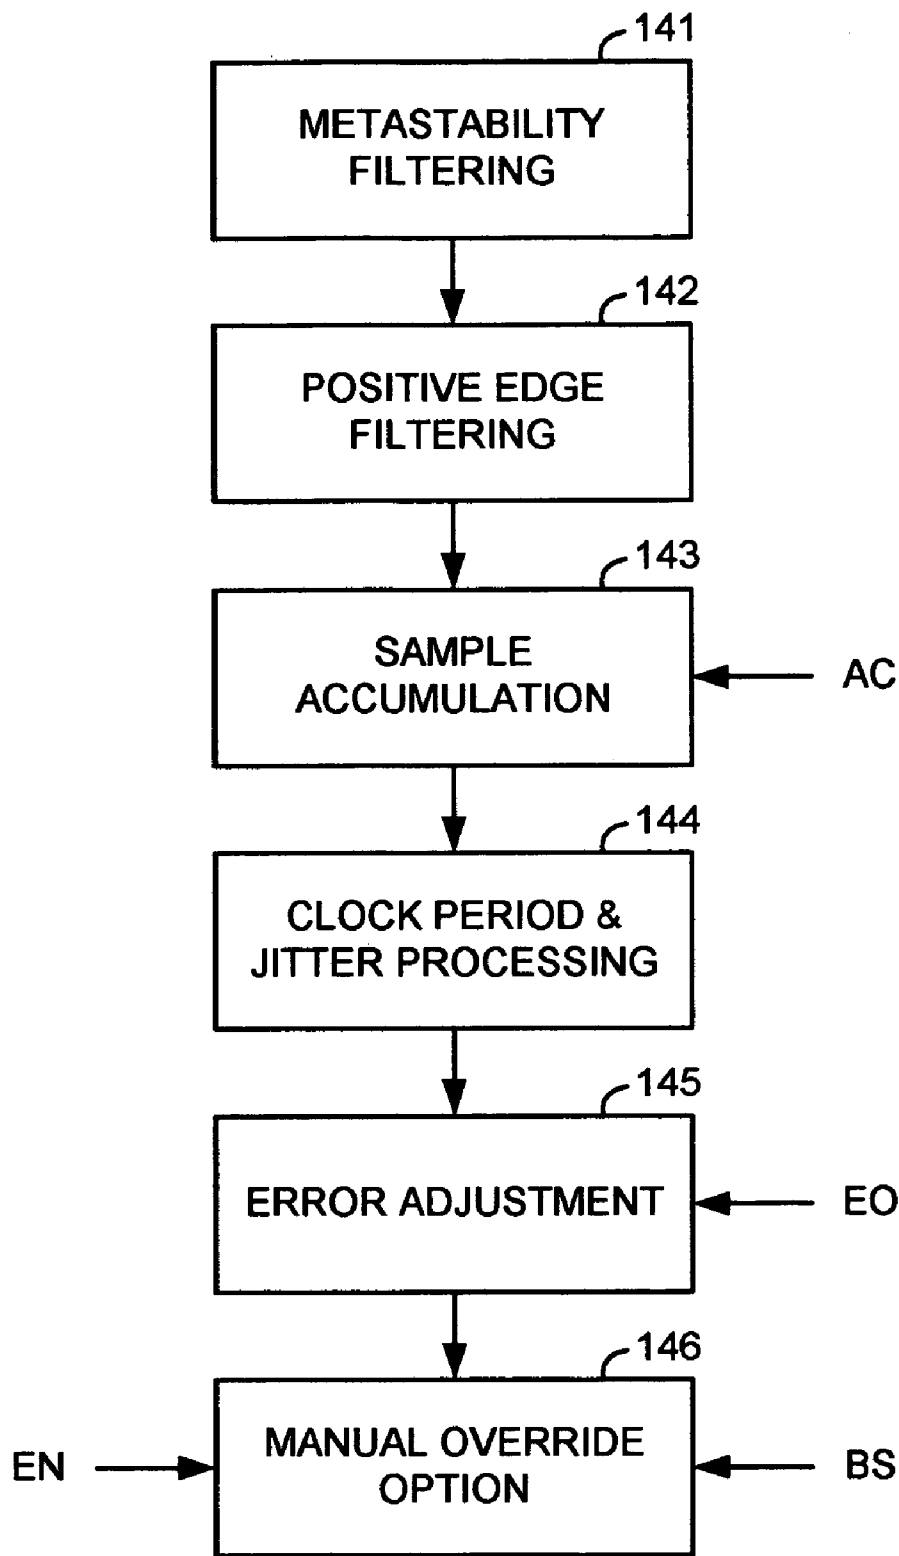 141
METASTABILITY
FILTERING
142
POSITIVE EDGE
FILTERING
143
SAMPLE
ACCUMULATION
AC
144
CLOCK PERIOD &
JITTER PROCESSING
145
ERROR ADJUSTMENT
EO
146
EN
MANUAL OVERRIDE
OPTION
BS